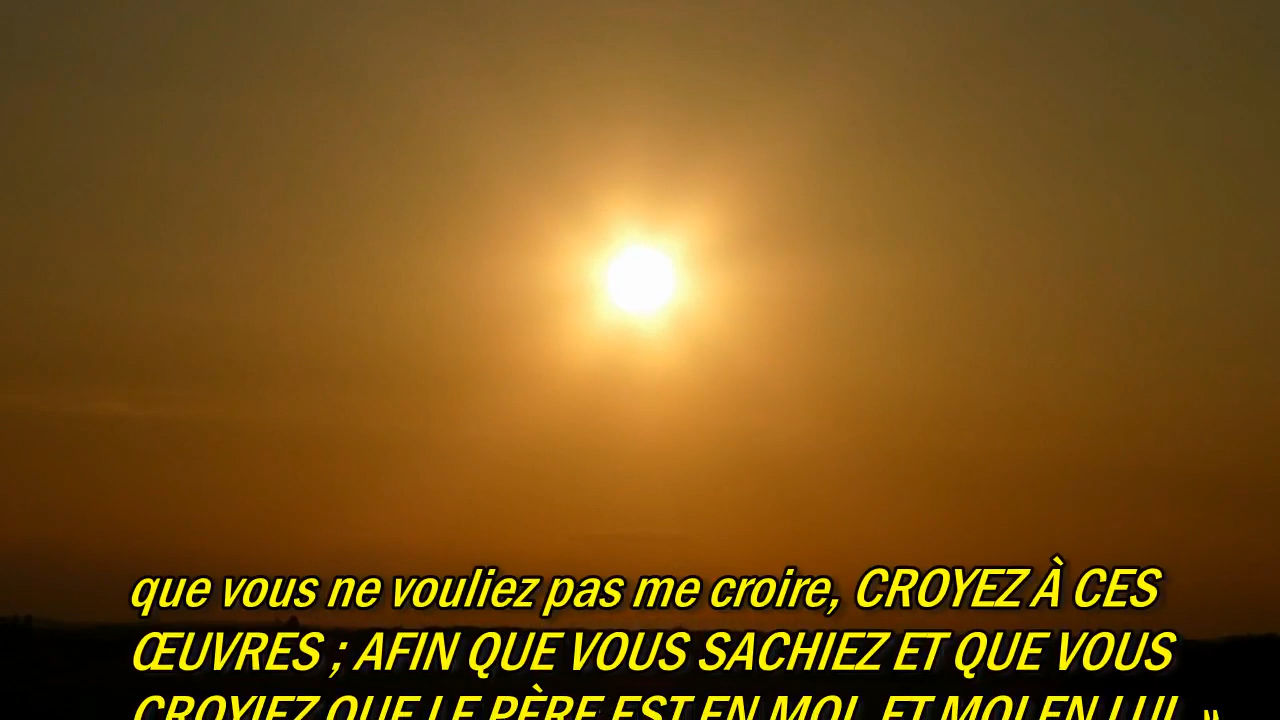 que vous ne vouliez pas me croire, CROYEZ À CES
ŒUVRES ; AFIN QUE VOUS SACHIEZ ET QUE VOUS
CROYIEZ QUE LE PÈRE EST EN MOI, ET MOI EN LUI. »